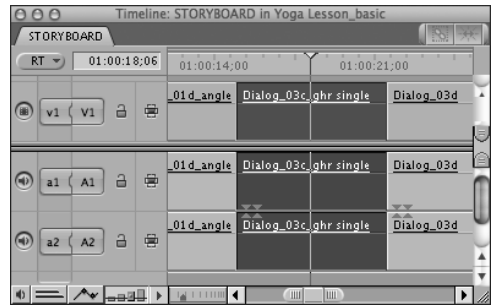 Timeline: STORYBOARD in Yoga Lesson_basic
STORYBOARD
RT 01:00:18;06 01:00:14;00 01:00:21;00
v1 V1 _01d_angle Dialog_03c_ghr single Dialog_03d
a1 A1 _01d_angle Dialog_03c_ghr single Dialog_03d
a2 A2 _01d_angle Dialog_03c_ghr single Dialog_03d